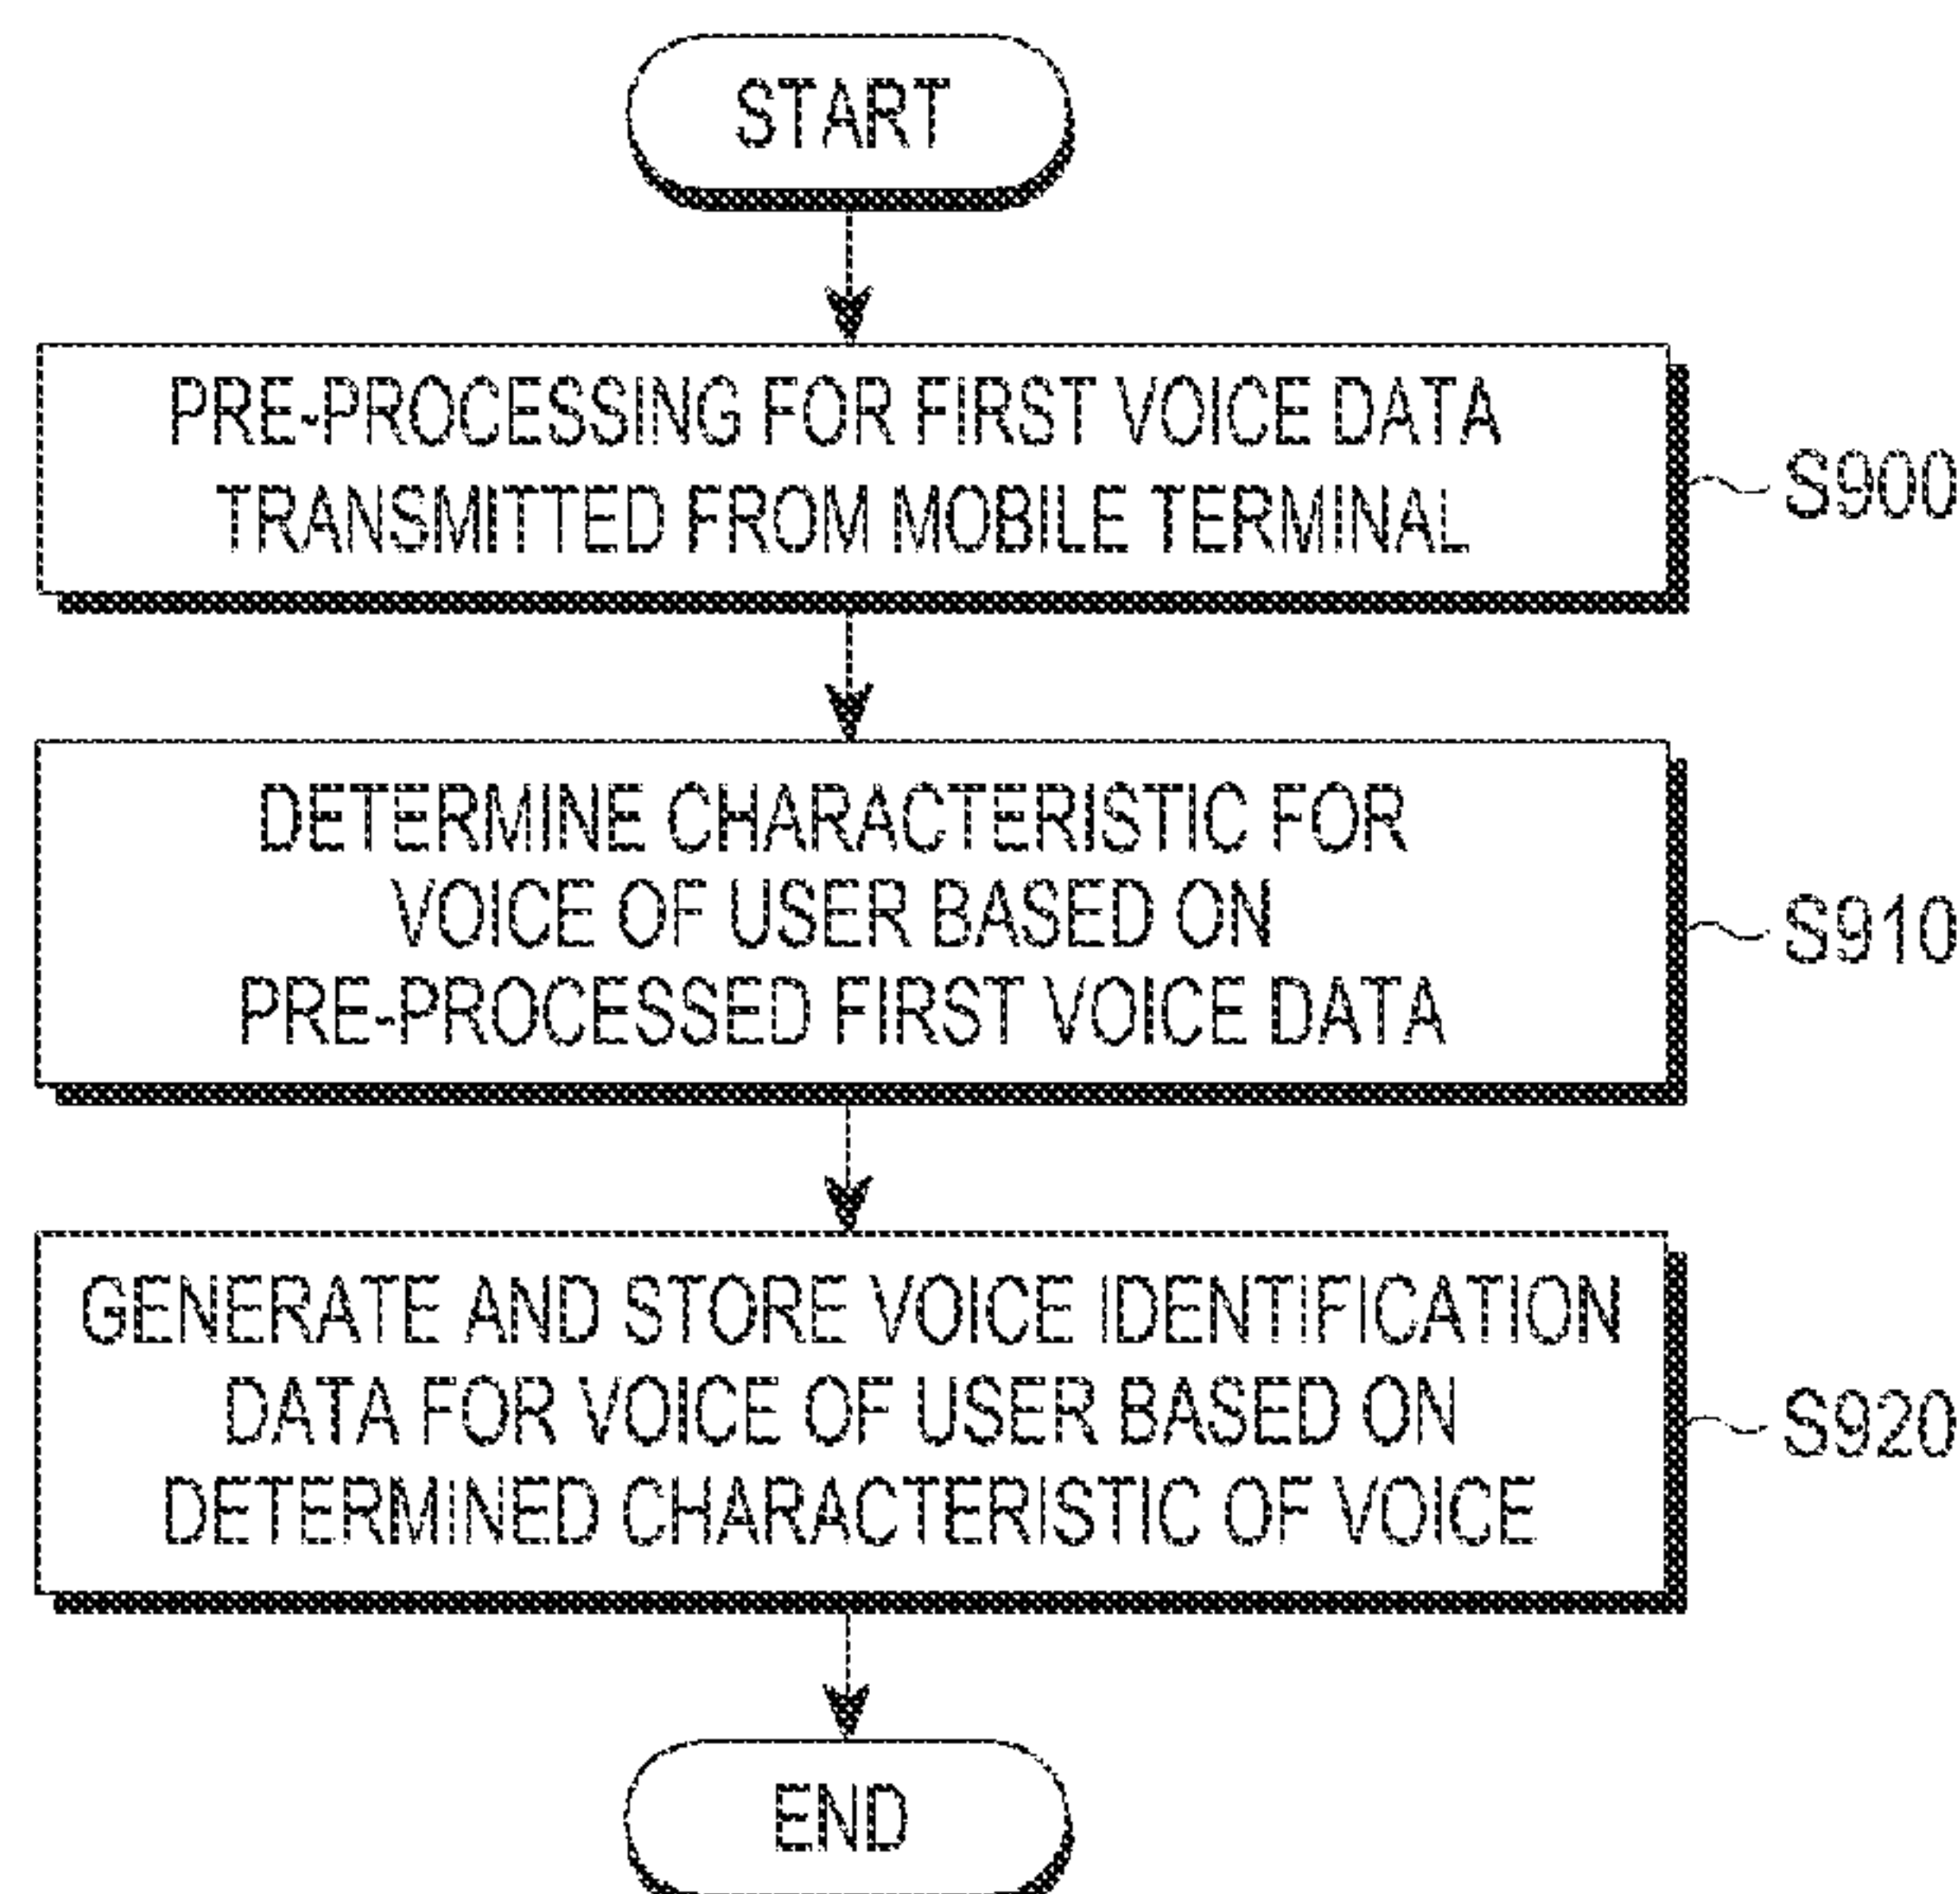 START
PRE-PROCESSING FOR FIRST VOICE DATA
TRANSMITTED FROM MOBILE TERMINAL
S900
DETERMINE CHARACTERISTIC FOR
VOICE OF USER BASED ON
PRE-PROCESSED FIRST VOICE DATA
S910
GENERATE AND STORE VOICE IDENTIFICATION
DATA FOR VOICE OF USER BASED ON
DETERMINED CHARACTERISTIC OF VOICE
S920
END